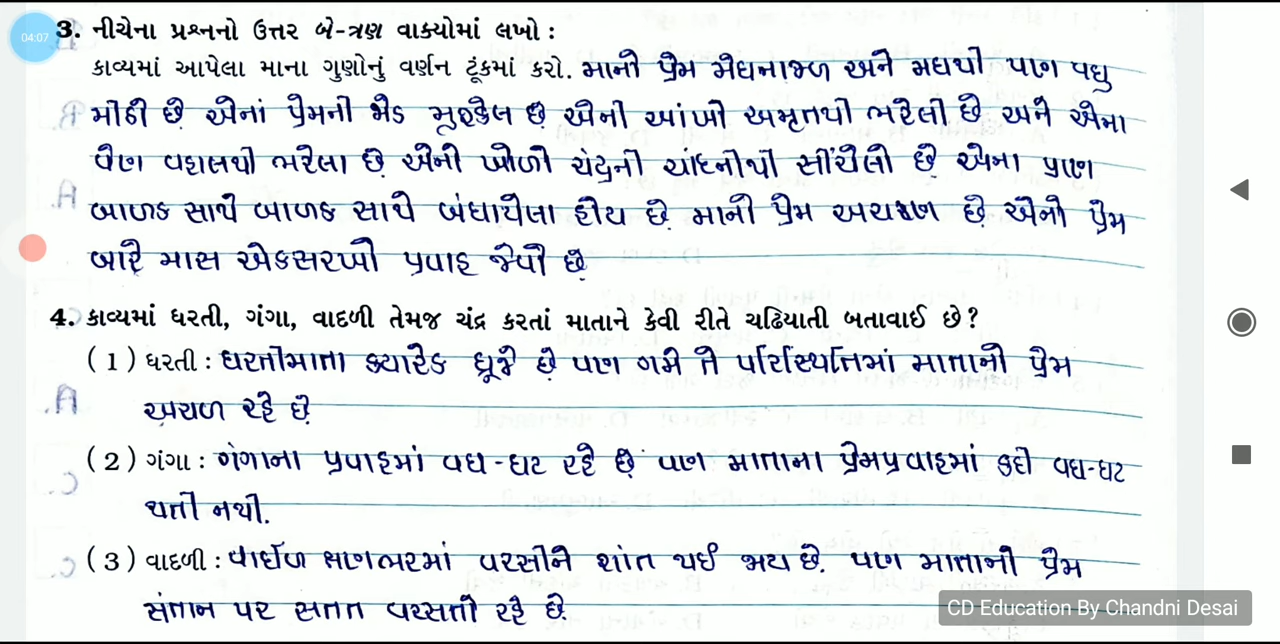 04:07
3. નીચેના પ્રશ્નનો ઉત્તર બે-ત્રણ વાક્યોમાં લખો :
કાવ્યમાં આપેલા માના ગુણોનું વર્ણન ટૂંકમાં કરો. માનો પ્રેમ મેઘનાજળ અને મધથી પાણ વધુ
મીઠી છે એનાં પ્રેમની જોડ મૂશ્કેલ છે એની આંખો અમૃતથી ભરેલી છે અને એના
વેણ વહાલથી ભરેલા છે. એની ખોળો ચંદ્રની ચાંદનીથી સીંચેલી છે એના પ્રાણ
બાળક સાથે બાળક સાથે બંધાયેલા હોય છે. માનો પ્રેમ અચણ છે. એનો પ્રેમ
બારે માસ એકસરખો પ્રવાહ જેવો છે.
4. કાવ્યમાં ધરતી, ગંગા, વાદળી તેમજ ચંદ્ર કરતાં માતાને કેવી રીતે ચઢિયાતી બતાવાઈ છે?
(1) ધરતી : ધરતીમાતા ક્યારેક ધ્રૂજે છે પણ ગમે તે પરિસ્થિતિમાં માતાનો પ્રેમ
અચળ રહે છે.
(2) ગંગા : ગંગાના પ્રવાહમાં વધ-ઘટ રહે છે પણ માતાના પ્રેમપ્રવાહમાં કદી વધ-ઘટ
થતી નથી.
(3) વાદળી : વાદળ ક્ષણભરમાં વરસીને શાંત થઈ જાય છે. પણ માતાનો પ્રેમ
સંતાન પર સતત વરસતો રહે છે.
CD Education By Chandni Desai